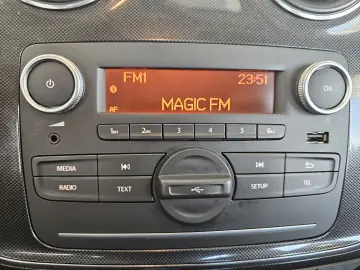 FM1 23:51
AF
MAGIC FM
OK
1 2 3 4 5 6
MEDIA
RADIO TEXT SETUP TEL